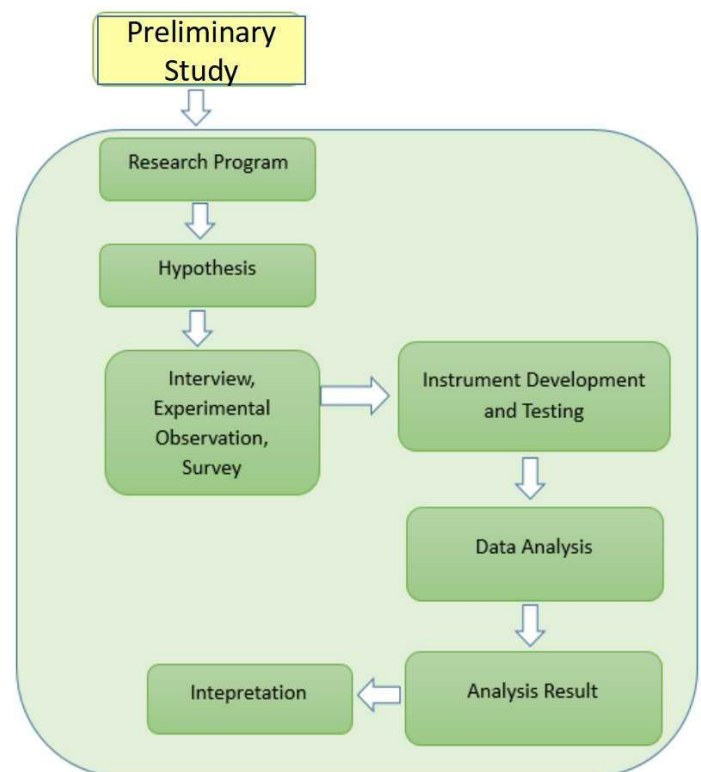 Preliminary
Study
Research Program
Hypothesis
Interview,
Experimental
Observation,
Survey
Instrument Development
and Testing
Data Analysis
Analysis Result
Intepretation